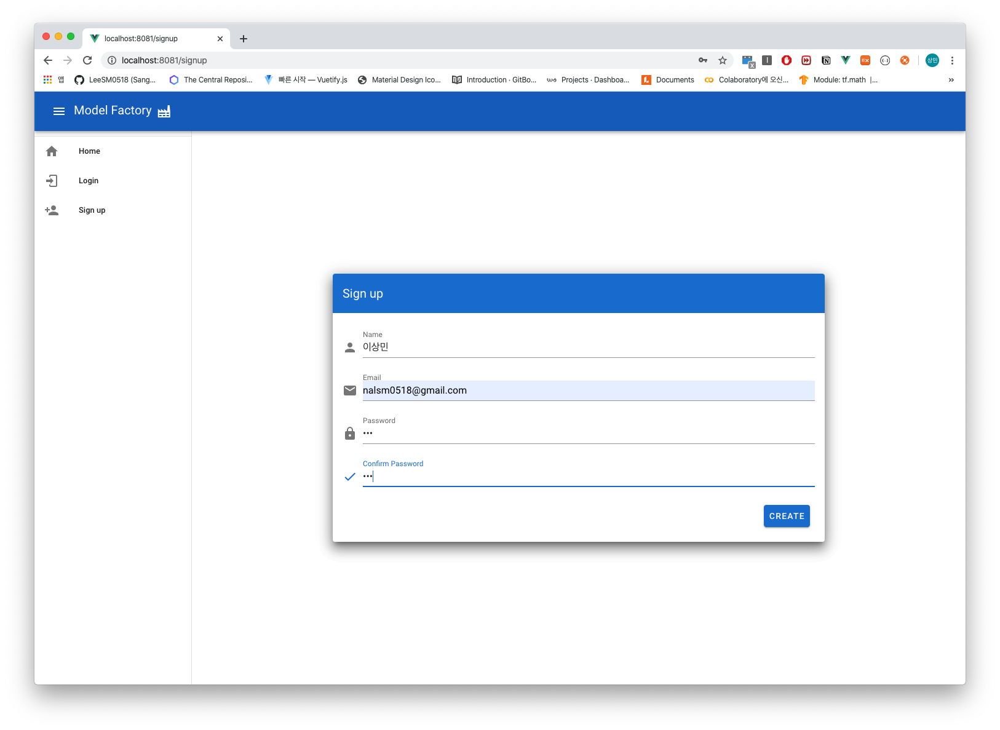 localhost:8081/signup
localhost:8081/signup
X
EX
상민
앱
LeeSM0518 (Sang...
The Central Reposi...
빠른 시작 — Vuetify.js
Material Design Ico...
Introduction · GitBo...
Projects · Dashboa...
Documents
Colaboratory에 오신...
Module: tf.math |...
»
Model Factory
Home
Login
Sign up
Sign up
Name
이상민
Email
nalsm0518@gmail.com
Password
•••
Confirm Password
•••
CREATE